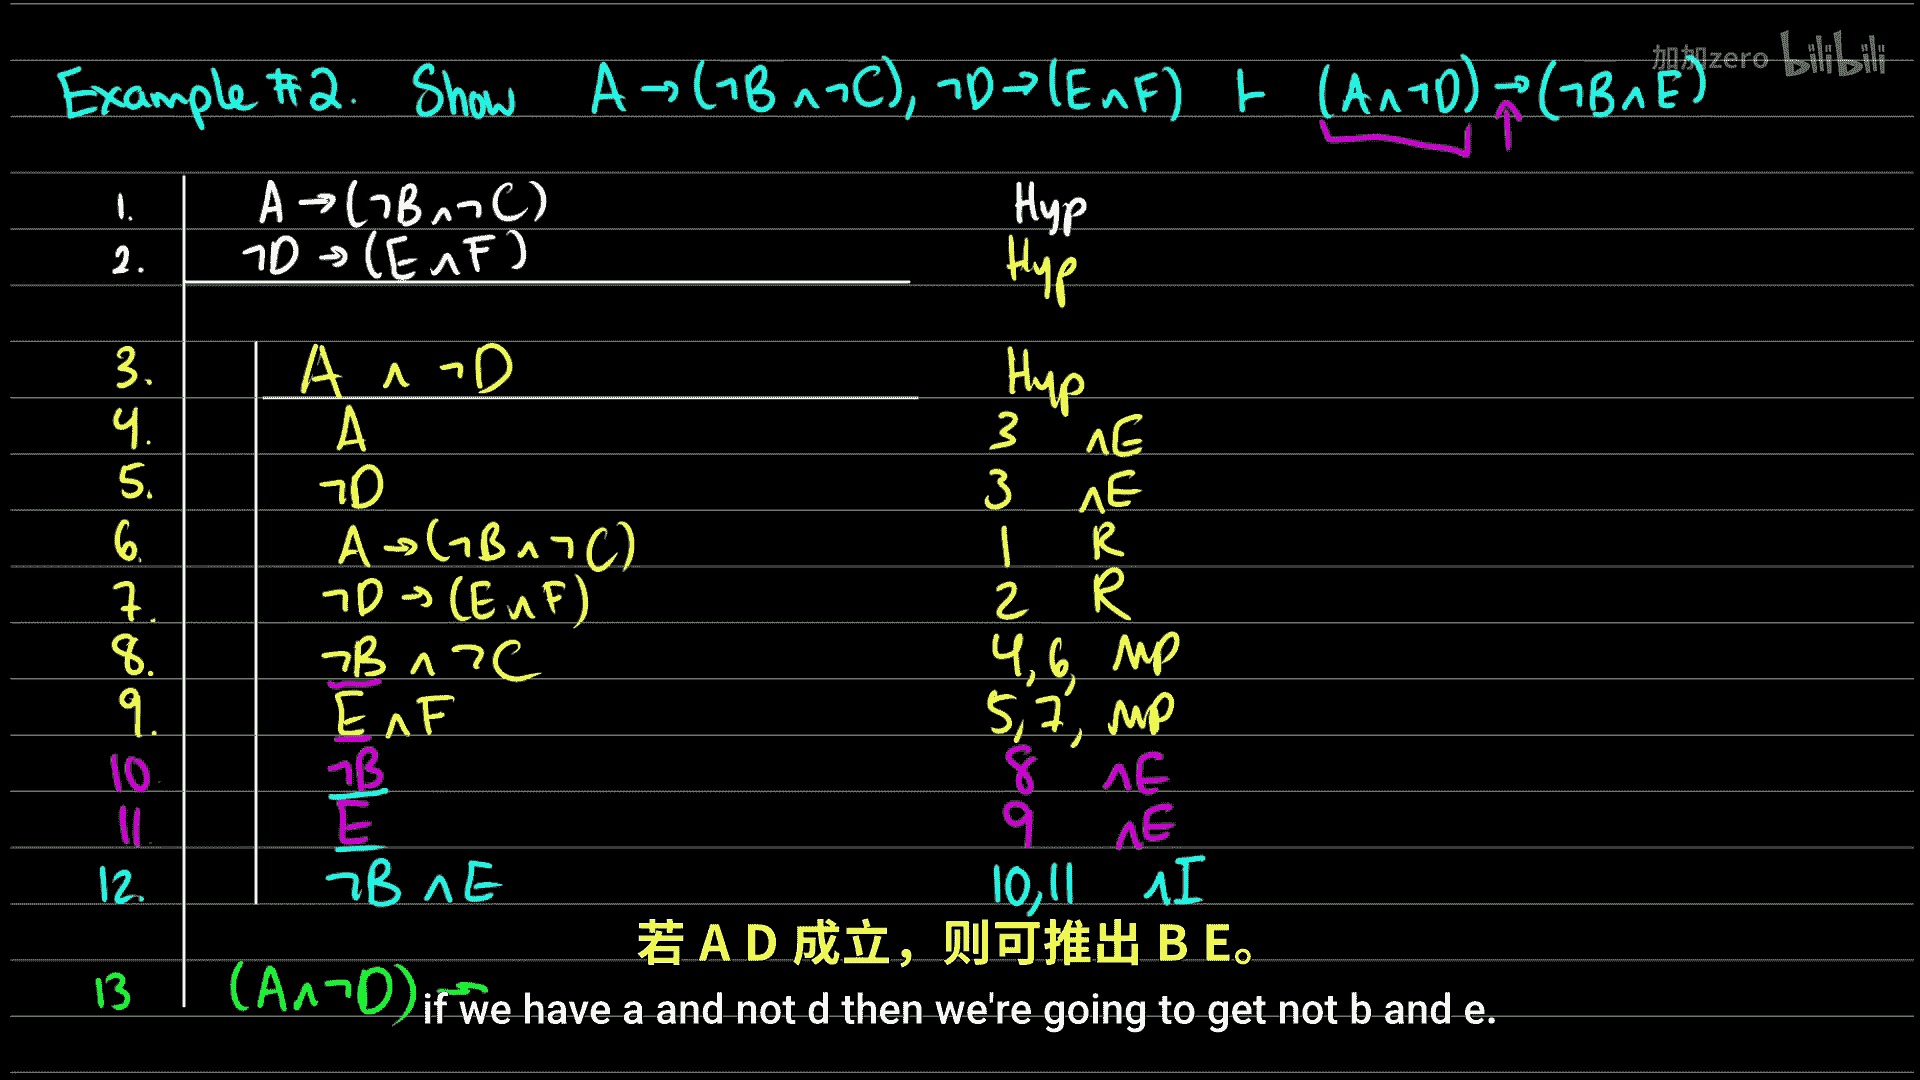 加加zero bilibili
Example #2. Show A → (¬B ∧ ¬C), ¬D → (E ∧ F) ⊢ (A ∧ ¬D) → (¬B ∧ E)
1. A → (¬B ∧ ¬C) Hyp
2. ¬D → (E ∧ F) Hyp
3. A ∧ ¬D Hyp
4. A 3 ∧E
5. ¬D 3 ∧E
6. A → (¬B ∧ ¬C) 1 R
7. ¬D → (E ∧ F) 2 R
8. ¬B ∧ ¬C 4,6, MP
9. E ∧ F 5,7, MP
10 ¬B 8 ∧E
11 E 9 ∧E
12. ¬B ∧ E 10,11 ∧I
若 A D 成立，则可推出 B E。
13 (A ∧ ¬D) →
if we have a and not d then we're going to get not b and e.